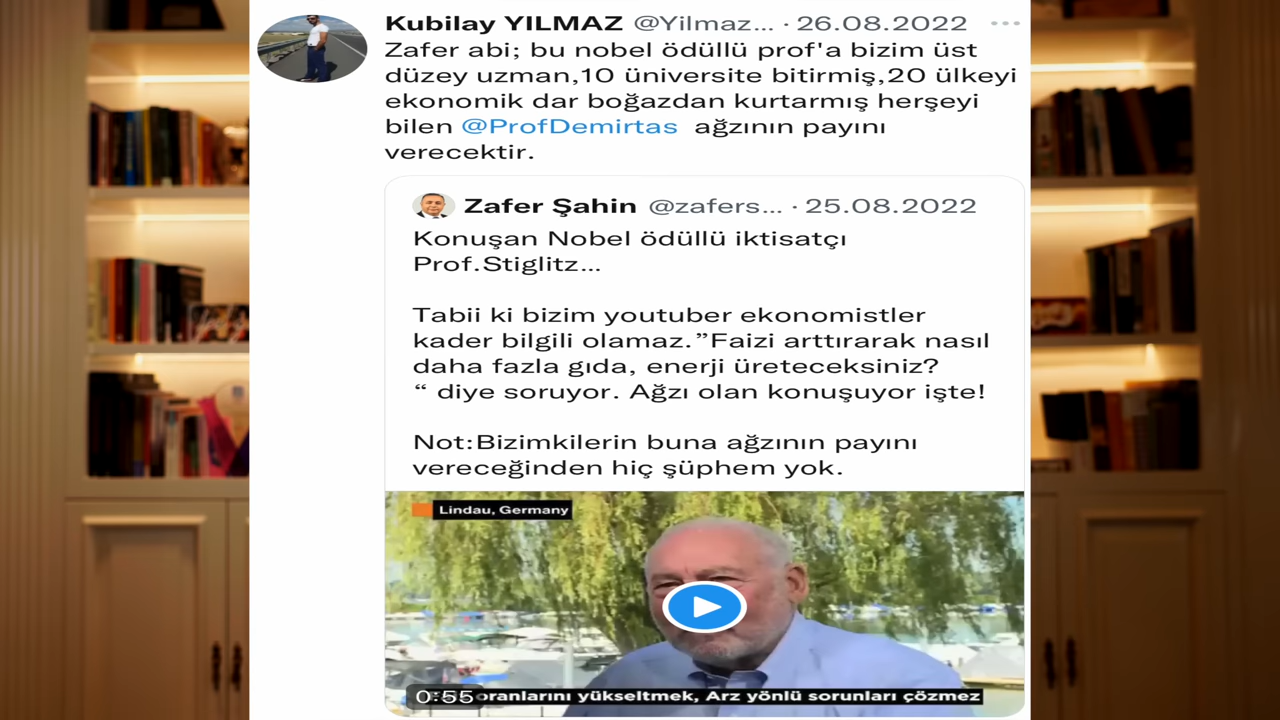 Kubilay YILMAZ @Yilmaz... · 26.08.2022
Zafer abi; bu nobel ödüllü prof'a bizim üst
düzey uzman,10 üniversite bitirmiş,20 ülkeyi
ekonomik dar boğazdan kurtarmış herşeyi
bilen @ProfDemirtas ağzının payını
verecektir.
Zafer Şahin @zafers... · 25.08.2022
Konuşan Nobel ödüllü iktisatçı
Prof.Stiglitz...
Tabii ki bizim youtuber ekonomistler
kader bilgili olamaz.”Faizi arttırarak nasıl
daha fazla gıda, enerji üreteceksiniz?
“ diye soruyor. Ağzı olan konuşuyor işte!
Not:Bizimkilerin buna ağzının payını
vereceğinden hiç şüphem yok.
Lindau, Germany
0:55 oranlarını yükseltmek, Arz yönlü sorunları çözmez